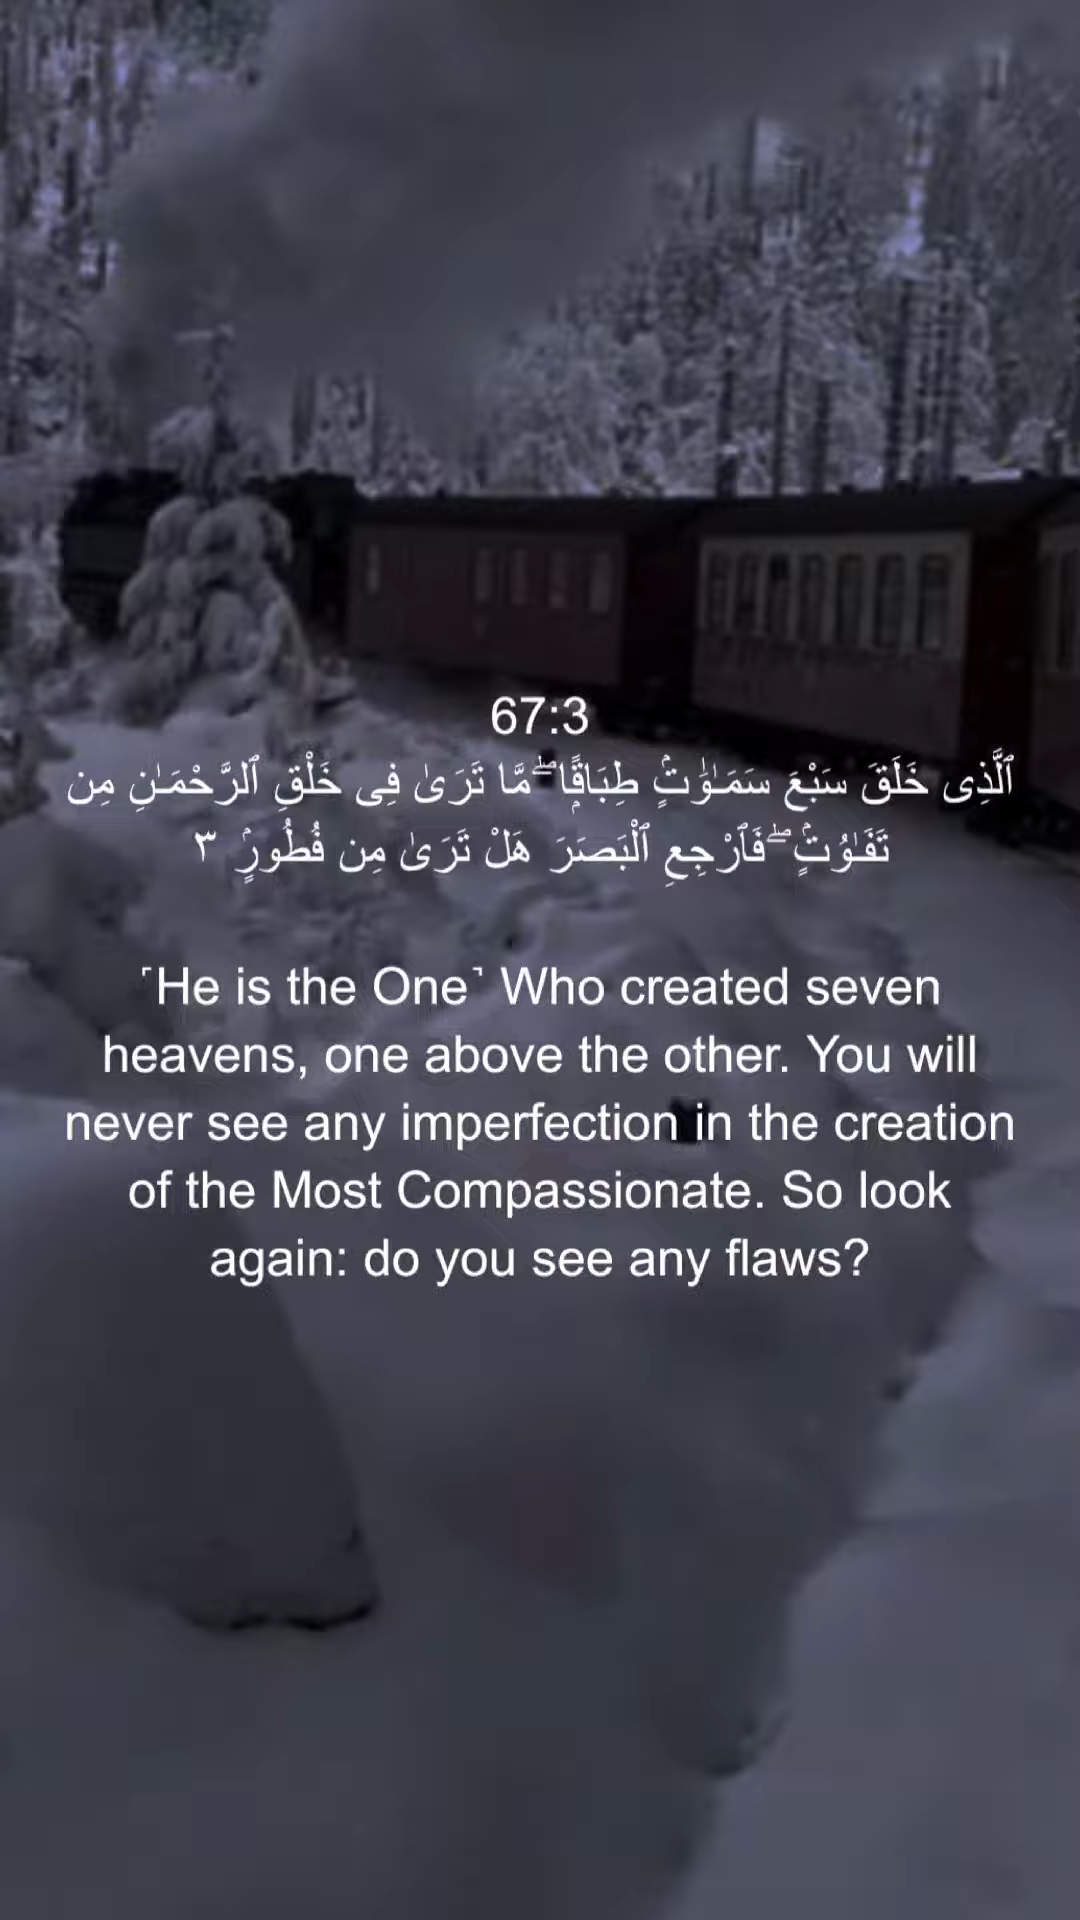 67:3
ٱلَّذِى خَلَقَ سَبْعَ سَمَـٰوَٰتٍۢ طِبَاقًۭا ۖ مَّا تَرَىٰ فِى خَلْقِ ٱلرَّحْمَـٰنِ مِن
تَفَـٰوُتٍۢ ۖ فَٱرْجِعِ ٱلْبَصَرَ هَلْ تَرَىٰ مِن فُطُورٍۢ ٣
˹He is the One˺ Who created seven
heavens, one above the other. You will
never see any imperfection in the creation
of the Most Compassionate. So look
again: do you see any flaws?